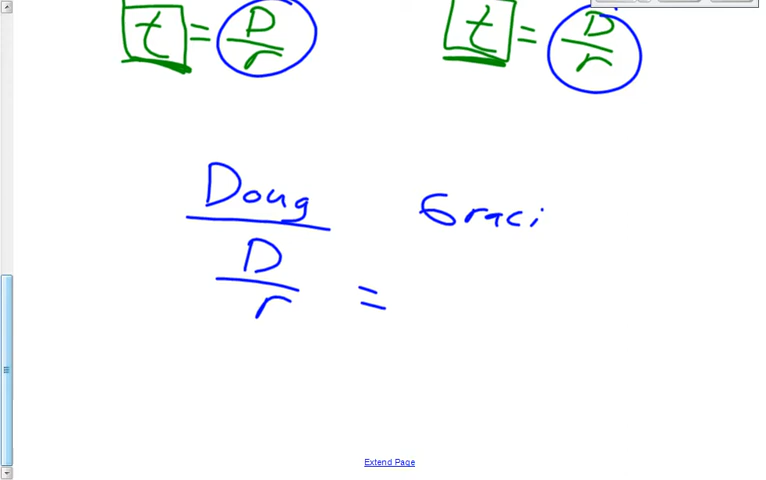 t = D/r t = D/r
Doug Graci
D/r =
Extend Page